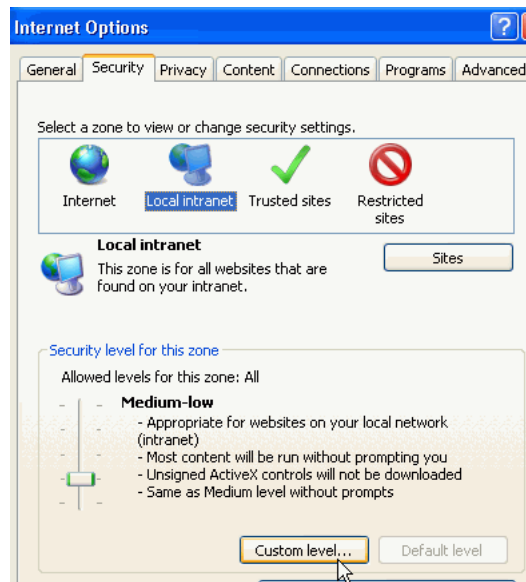 Internet Options
?
General Security Privacy Content Connections Programs Advanced
Select a zone to view or change security settings.
Internet Local intranet Trusted sites Restricted
sites
Local intranet
This zone is for all websites that are
found on your intranet.
Sites
Security level for this zone
Allowed levels for this zone: All
Medium-low
- Appropriate for websites on your local network
(intranet)
- Most content will be run without prompting you
- Unsigned ActiveX controls will not be downloaded
- Same as Medium level without prompts
Custom level... Default level